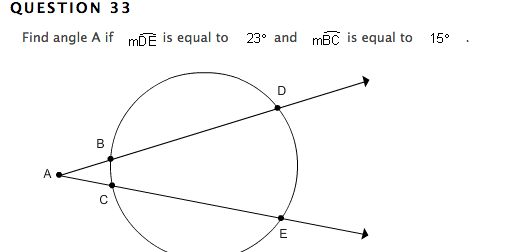 QUESTION 33
Find angle A if mDE is equal to 23° and mBC is equal to 15° .
D
B
A
C
E